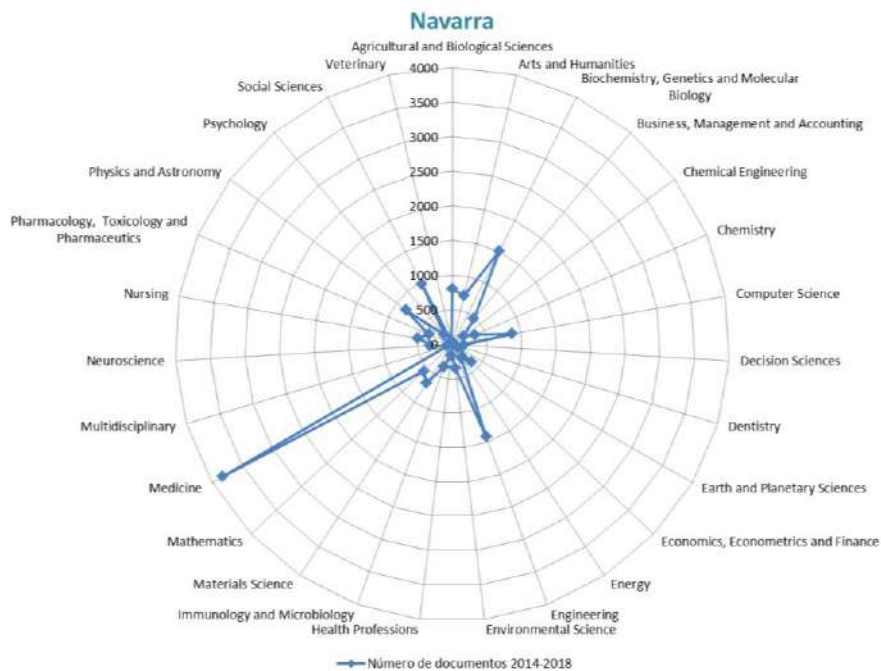 Navarra
Agricultural and Biological Sciences
Veterinary
Arts and Humanities
Social Sciences
Biochemistry, Genetics and Molecular
Biology
Psychology
Business, Management and Accounting
Physics and Astronomy
Chemical Engineering
Pharmacology, Toxicology and
Pharmaceutics
Chemistry
Nursing
Computer Science
Neuroscience
Decision Sciences
Multidisciplinary
Dentistry
Medicine
Earth and Planetary Sciences
Mathematics
Economics, Econometrics and Finance
Materials Science
Energy
Immunology and Microbiology
Engineering
Health Professions
Environmental Science
4000
3500
3000
2500
2000
1500
1000
500
0
Número de documentos 2014-2018